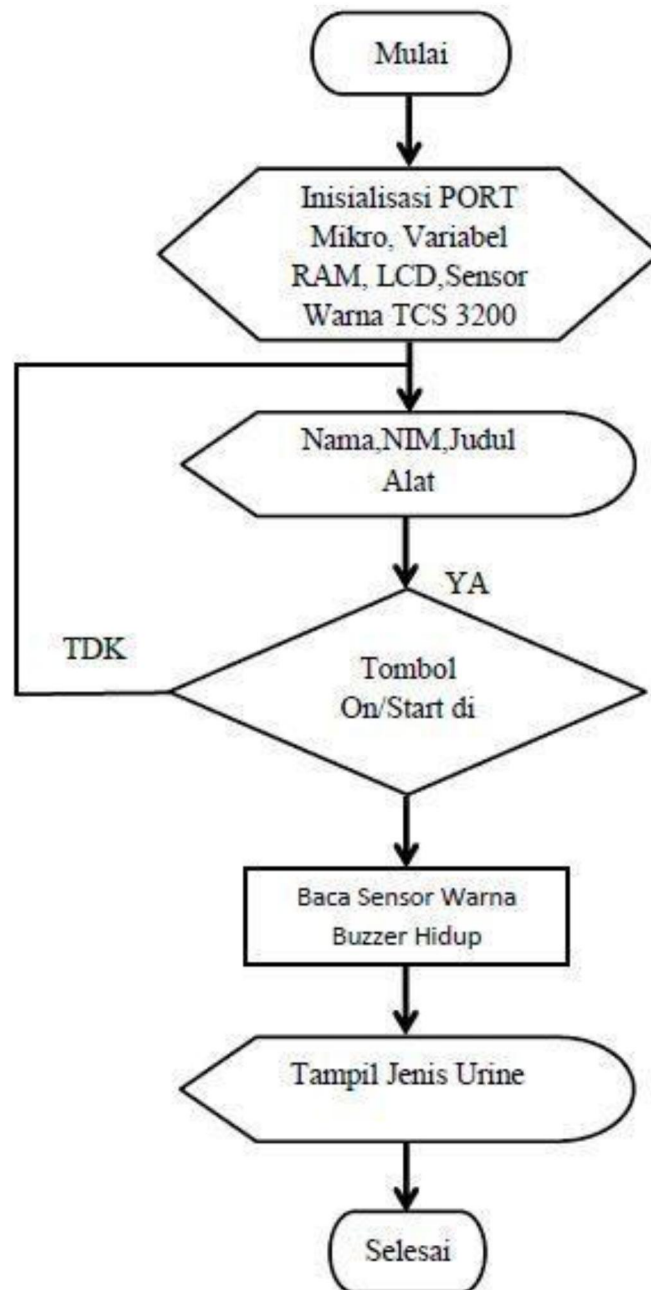 Mulai
Inisialisasi PORT
Mikro, Variabel
RAM, LCD,Sensor
Warna TCS 3200
Nama,NIM,Judul
Alat
YA
TDK
Tombol
On/Start di
Baca Sensor Warna
Buzzer Hidup
Tampil Jenis Urine
Selesai